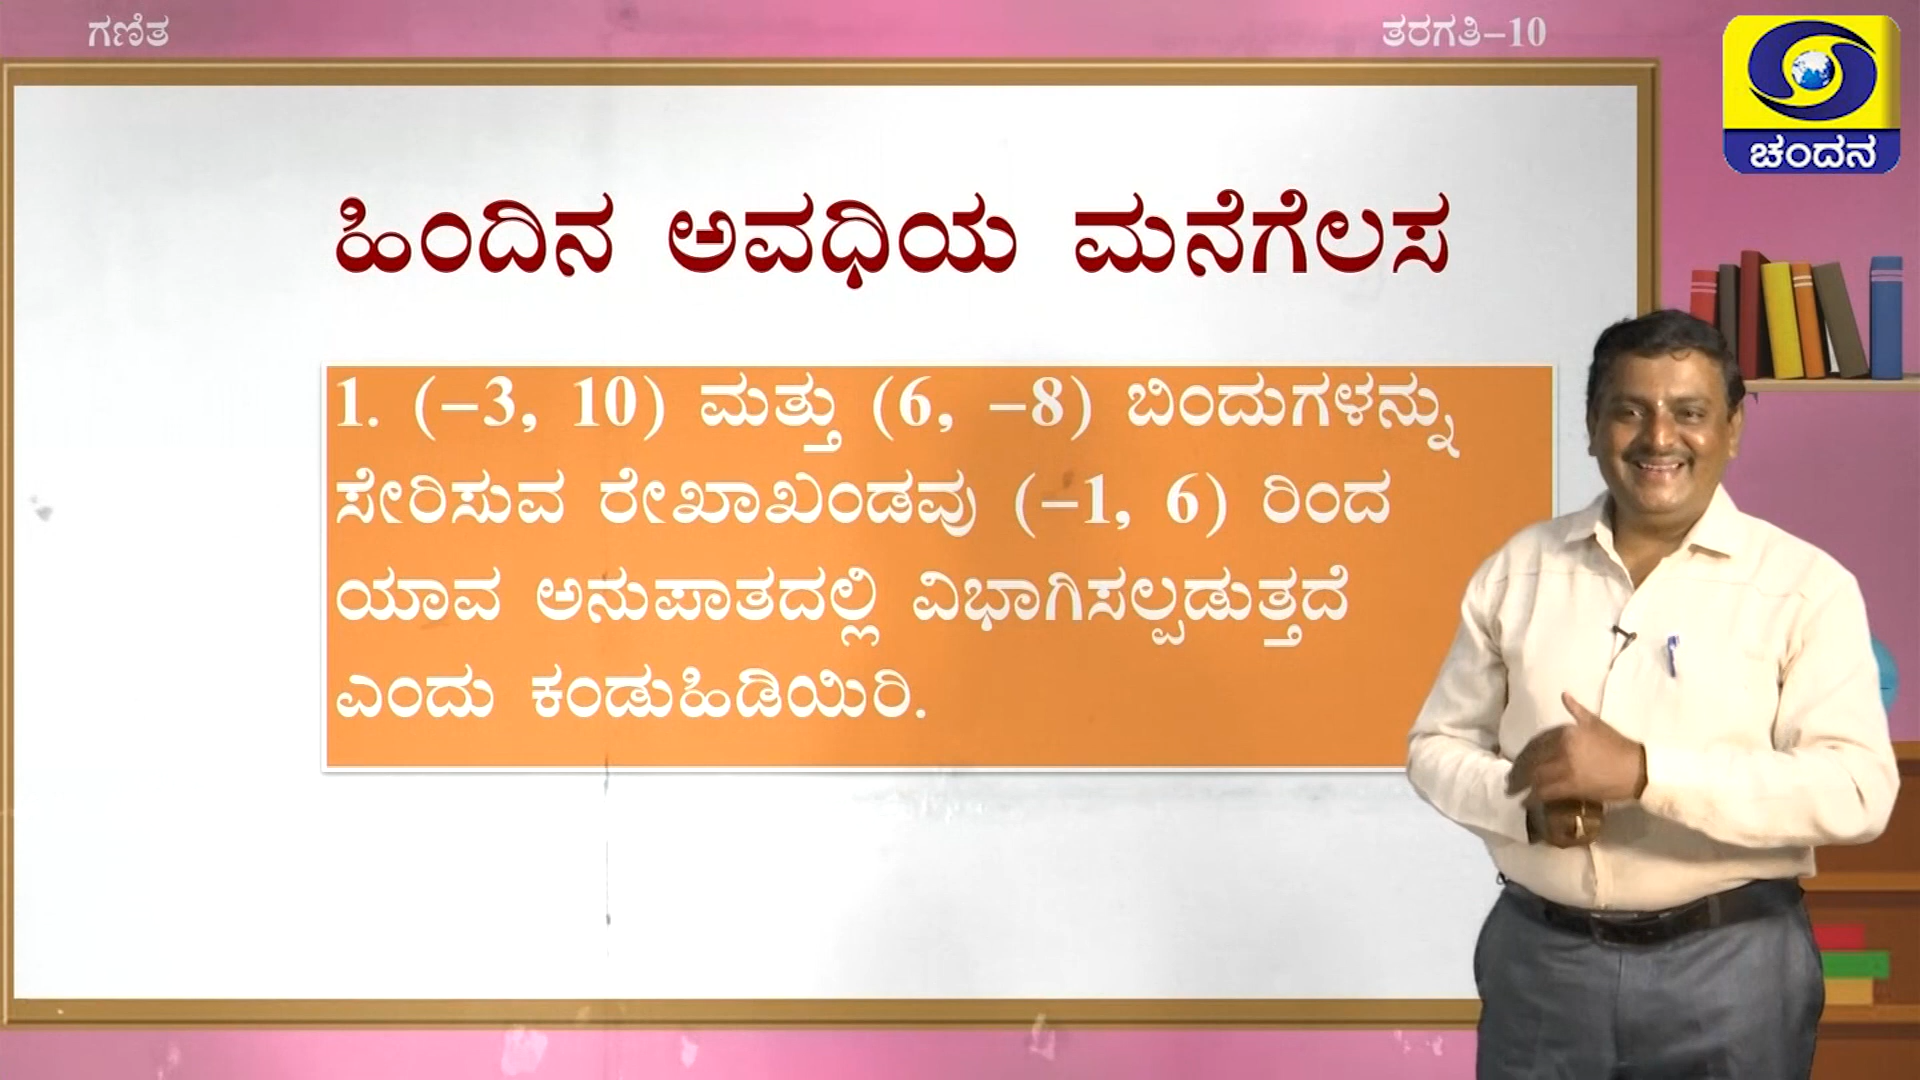 ಗಣಿತ
ತರಗತಿ–10
ಚಂದನ
ಹಿಂದಿನ ಅವಧಿಯ ಮನೆಗೆಲಸ
1. (–3, 10) ಮತ್ತು (6, –8) ಬಿಂದುಗಳನ್ನು
ಸೇರಿಸುವ ರೇಖಾಖಂಡವು (–1, 6) ರಿಂದ
ಯಾವ ಅನುಪಾತದಲ್ಲಿ ವಿಭಾಗಿಸಲ್ಪಡುತ್ತದೆ
ಎಂದು ಕಂಡುಹಿಡಿಯಿರಿ.